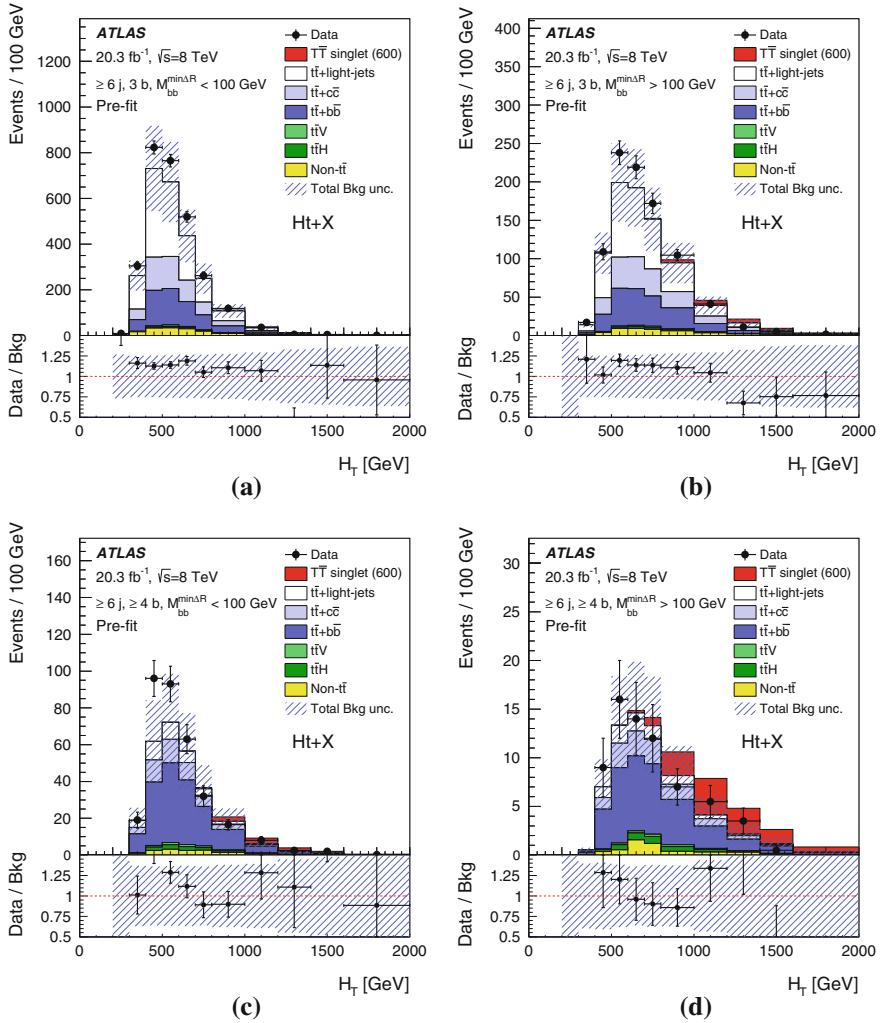 Events / 100 GeV
1200
1000
800
600
400
200
0
ATLAS
20.3 fb⁻¹, √s=8 TeV
≥ 6 j, 3 b, M_bb^minΔR < 100 GeV
Pre-fit
Data
TT̅ singlet (600)
tt̅+light-jets
tt̅+cc̅
tt̅+bb̅
tt̅V
tt̅H
Non-tt̅
Total Bkg unc.
Ht+X
Data / Bkg
1.25
1
0.75
0.5
0 500 1000 1500 2000
H_T [GeV]
(a)
Events / 100 GeV
400
350
300
250
200
150
100
50
0
ATLAS
20.3 fb⁻¹, √s=8 TeV
≥ 6 j, 3 b, M_bb^minΔR > 100 GeV
Pre-fit
Data
TT̅ singlet (600)
tt̅+light-jets
tt̅+cc̅
tt̅+bb̅
tt̅V
tt̅H
Non-tt̅
Total Bkg unc.
Ht+X
Data / Bkg
1.25
1
0.75
0.5
0 500 1000 1500 2000
H_T [GeV]
(b)
Events / 100 GeV
160
140
120
100
80
60
40
20
0
ATLAS
20.3 fb⁻¹, √s=8 TeV
≥ 6 j, ≥ 4 b, M_bb^minΔR < 100 GeV
Pre-fit
Data
TT̅ singlet (600)
tt̅+light-jets
tt̅+cc̅
tt̅+bb̅
tt̅V
tt̅H
Non-tt̅
Total Bkg unc.
Ht+X
Data / Bkg
1.25
1
0.75
0.5
0 500 1000 1500 2000
H_T [GeV]
(c)
Events / 100 GeV
30
25
20
15
10
5
0
ATLAS
20.3 fb⁻¹, √s=8 TeV
≥ 6 j, ≥ 4 b, M_bb^minΔR > 100 GeV
Pre-fit
Data
TT̅ singlet (600)
tt̅+light-jets
tt̅+cc̅
tt̅+bb̅
tt̅V
tt̅H
Non-tt̅
Total Bkg unc.
Ht+X
Data / Bkg
1.25
1
0.75
0.5
0 500 1000 1500 2000
H_T [GeV]
(d)